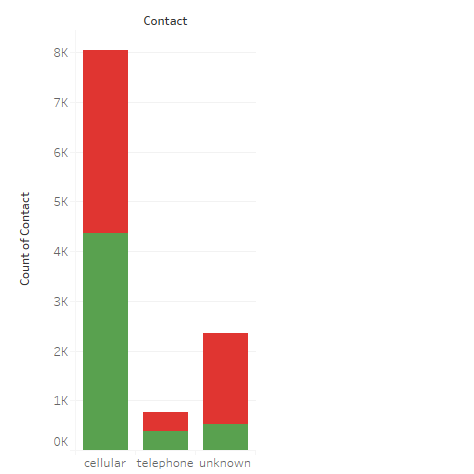 Contact
8K
7K
6K
5K
4K
3K
2K
1K
0K
Count of Contact
cellular telephone unknown